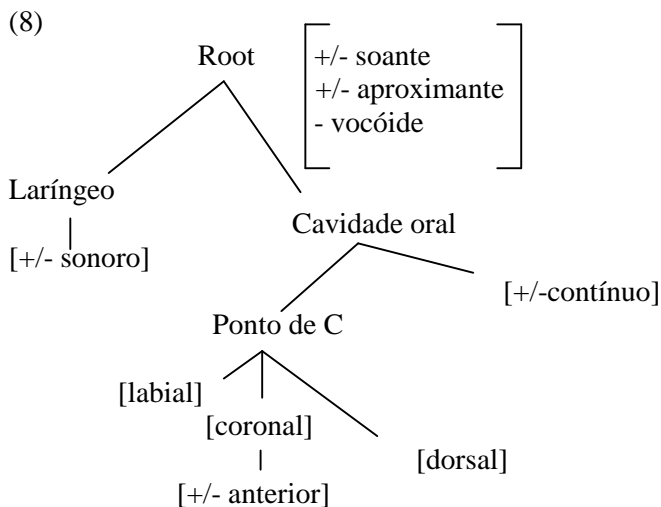 (8)
Root
+/- soante
+/- aproximante
- vocóide
Laríngeo
[+/- sonoro]
Cavidade oral
[+/-contínuo]
Ponto de C
[labial]
[coronal]
[dorsal]
[+/- anterior]